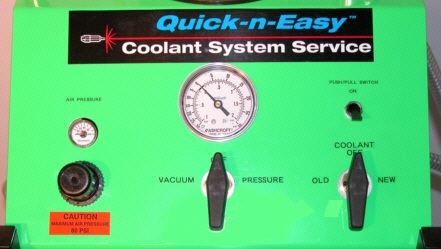 Quick-n-Easy™
Coolant System Service
PUSH/PULL SWITCH
ON
AIR PRESSURE
ASHCROFT
COOLANT
OFF
VACUUM PRESSURE
OLD NEW
CAUTION
MAXIMUM AIR PRESSURE
80 PSI